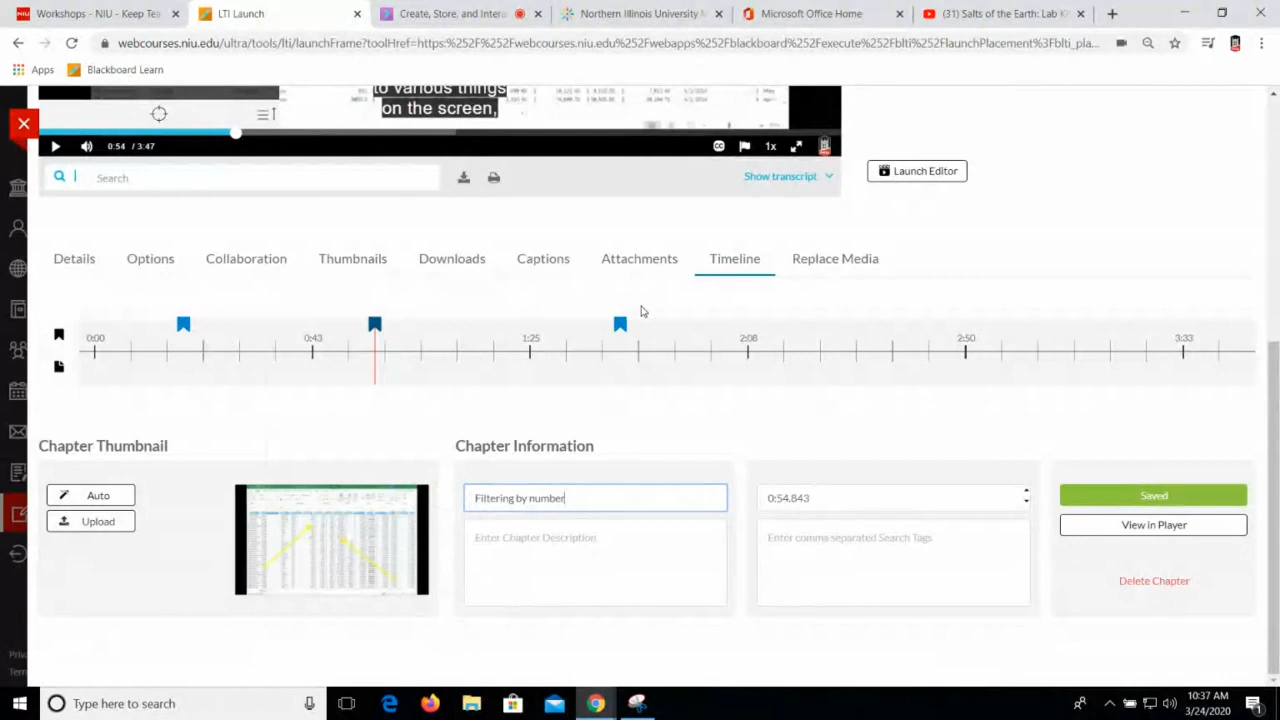 Workshops - NIU - Keep Tea
LTI Launch
Create, Store, and Intera
Northern Illinois University M
Microsoft Office Home
(31) Salts of the Earth: Lab K
webcourses.niu.edu/ultra/tools/lti/launchFrame?toolHref=https:%252F%252Fwebcourses.niu.edu%252Fwebapps%252Fblackboard%252Fexecute%252Fblti%252FlaunchPlacement%3Fblti_pla...
Apps
Blackboard Learn
to various things
on the screen,
0:54 / 3:47
CC
1x
Search
Show transcript
Launch Editor
Details
Options
Collaboration
Thumbnails
Downloads
Captions
Attachments
Timeline
Replace Media
0:00
0:43
1:25
2:08
2:50
3:33
Chapter Thumbnail
Chapter Information
Auto
Upload
Filtering by number
0:54.843
Enter Chapter Description
Enter comma separated Search Tags
Saved
View in Player
Delete Chapter
Priva
Term
Type here to search
10:37 AM
3/24/2020
1